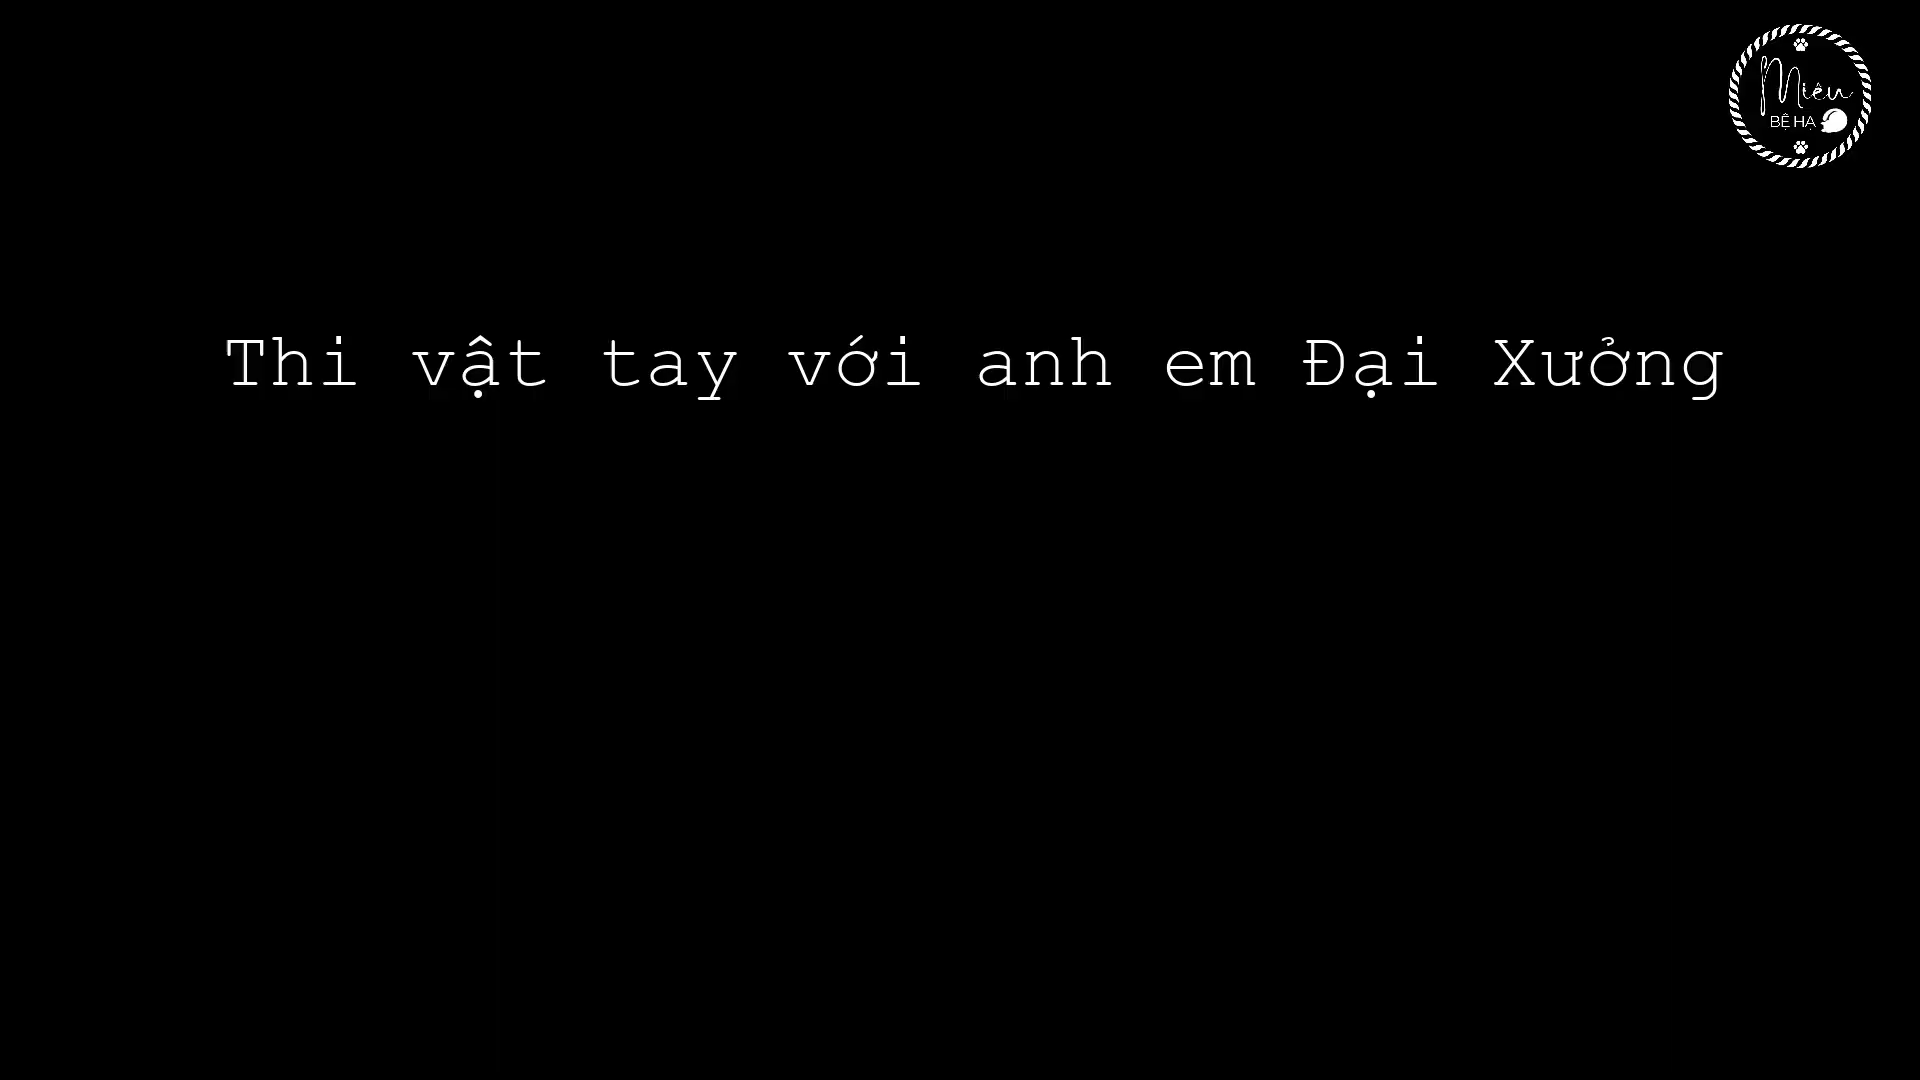 Miêu
BỆ HẠ
Thi vật tay với anh em Đại Xưởng